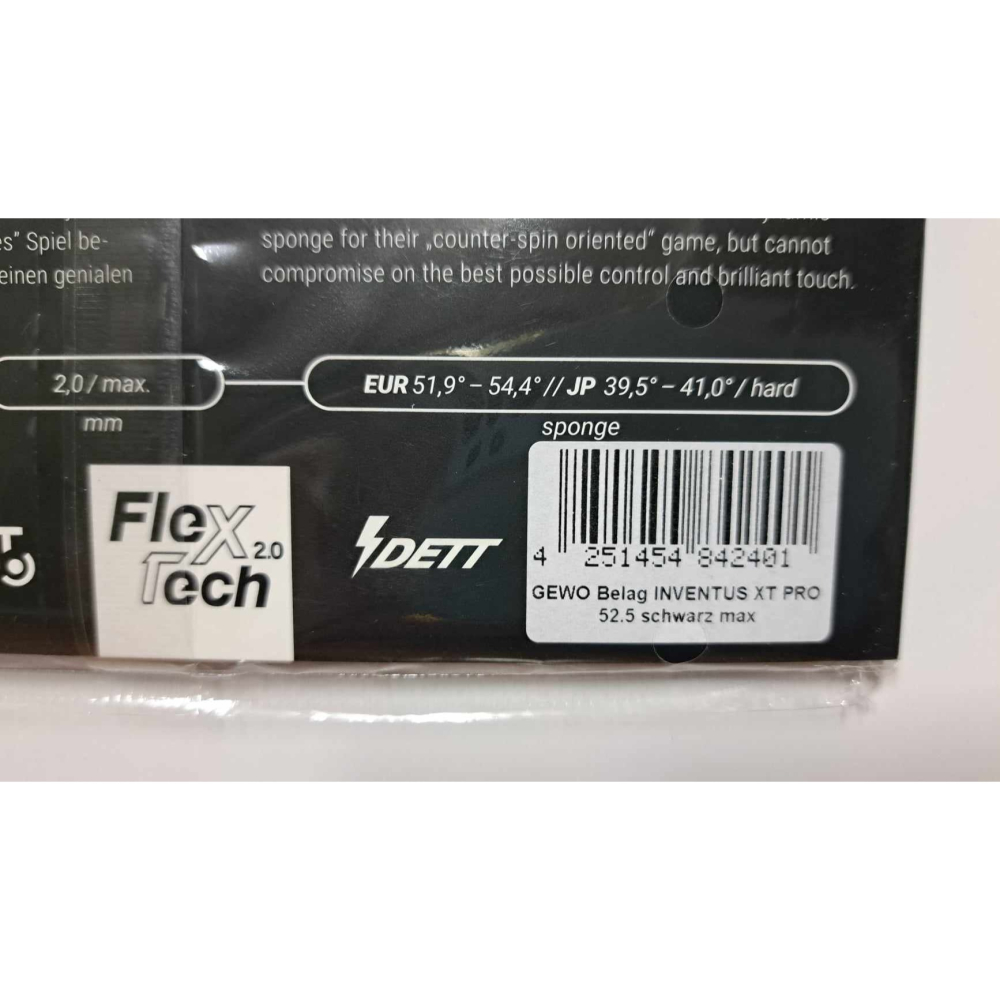 es" Spiel be-
einen genialen
sponge for their „counter-spin oriented" game, but cannot
compromise on the best possible control and brilliant touch.
2,0 / max.
mm
EUR 51,9° – 54,4° // JP 39,5° – 41,0° / hard
sponge
Flex
Tech 2.0
DETT
4 251454 842401
GEWO Belag INVENTUS XT PRO
52.5 schwarz max